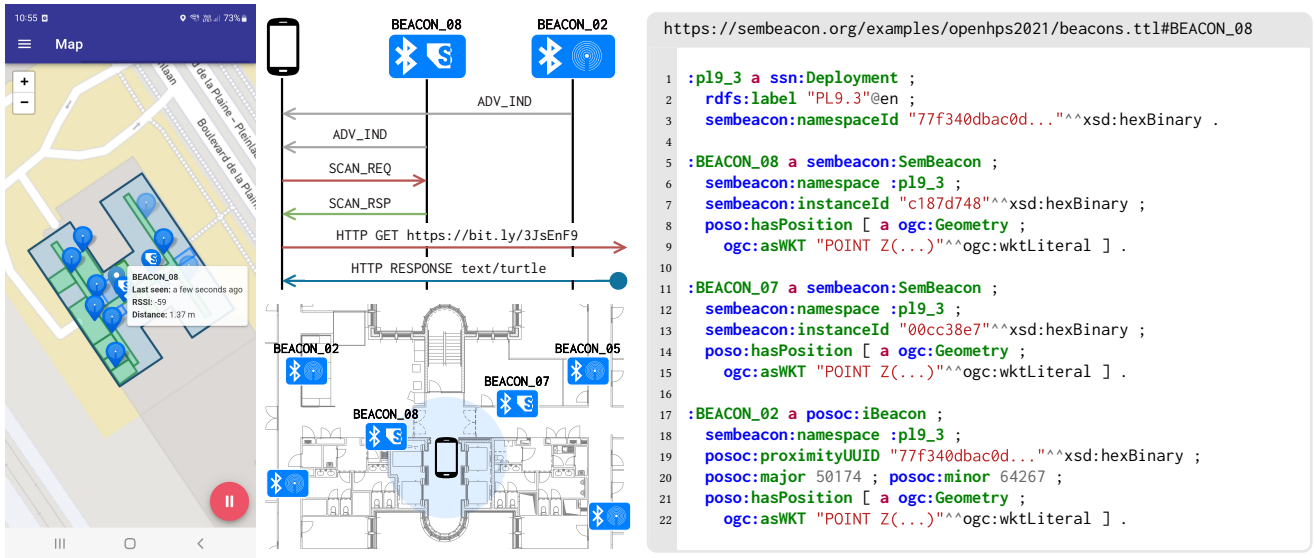 10:55
73%
Map
+
−
de la Plaine – Pleinlaan
Boulevard de la Plaine
BEACON_08
Last seen: a few seconds ago
RSSI: -59
Distance: 1.37 m
BEACON_08
BEACON_02
ADV_IND
ADV_IND
SCAN_REQ
SCAN_RSP
HTTP GET https://bit.ly/3JsEnF9
HTTP RESPONSE text/turtle
BEACON_02
BEACON_05
BEACON_07
BEACON_08
https://sembeacon.org/examples/openhps2021/beacons.ttl#BEACON_08
1 :pl9_3 a ssn:Deployment ;
2 rdfs:label "PL9.3"@en ;
3 sembeacon:namespaceId "77f340dbac0d..."^^xsd:hexBinary .
4
5 :BEACON_08 a sembeacon:SemBeacon ;
6 sembeacon:namespace :pl9_3 ;
7 sembeacon:instanceId "c187d748"^^xsd:hexBinary ;
8 poso:hasPosition [ a ogc:Geometry ;
9 ogc:asWKT "POINT Z(...)"^^ogc:wktLiteral ] .
10
11 :BEACON_07 a sembeacon:SemBeacon ;
12 sembeacon:namespace :pl9_3 ;
13 sembeacon:instanceId "00cc38e7"^^xsd:hexBinary ;
14 poso:hasPosition [ a ogc:Geometry ;
15 ogc:asWKT "POINT Z(...)"^^ogc:wktLiteral ] .
16
17 :BEACON_02 a posoc:iBeacon ;
18 sembeacon:namespace :pl9_3 ;
19 posoc:proximityUUID "77f340dbac0d..."^^xsd:hexBinary ;
20 posoc:major 50174 ; posoc:minor 64267 ;
21 poso:hasPosition [ a ogc:Geometry ;
22 ogc:asWKT "POINT Z(...)"^^ogc:wktLiteral ] .